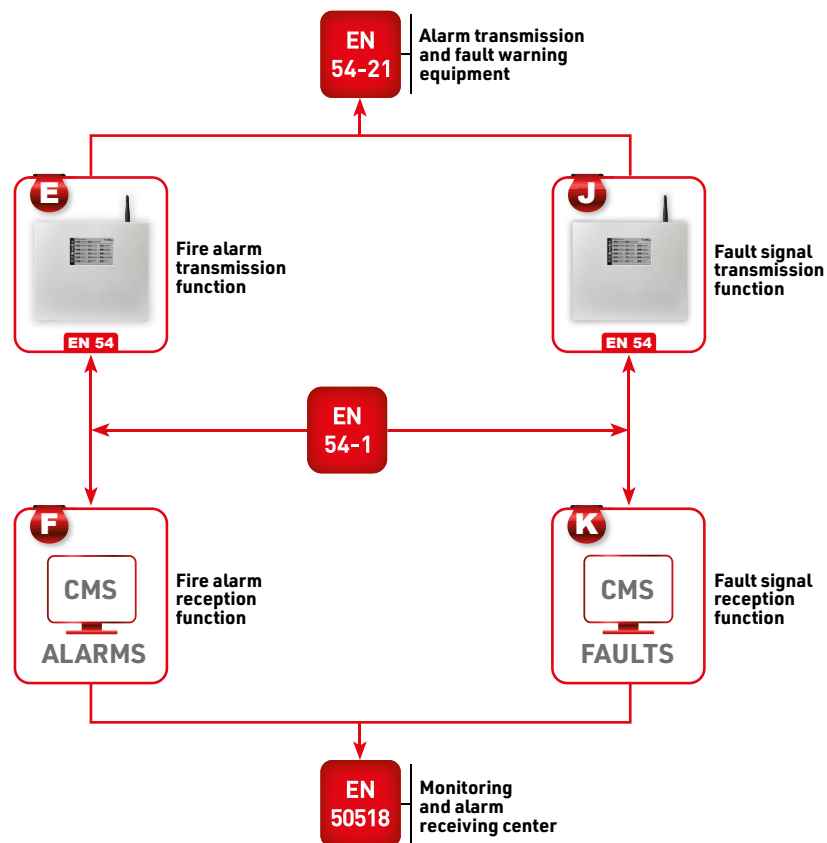 EN
54-21
Alarm transmission
and fault warning
equipment
E
Fire alarm
transmission
function
EN 54
J
Fault signal
transmission
function
EN 54
EN
54-1
F
CMS
ALARMS
Fire alarm
reception
function
K
CMS
FAULTS
Fault signal
reception
function
EN
50518
Monitoring
and alarm
receiving center